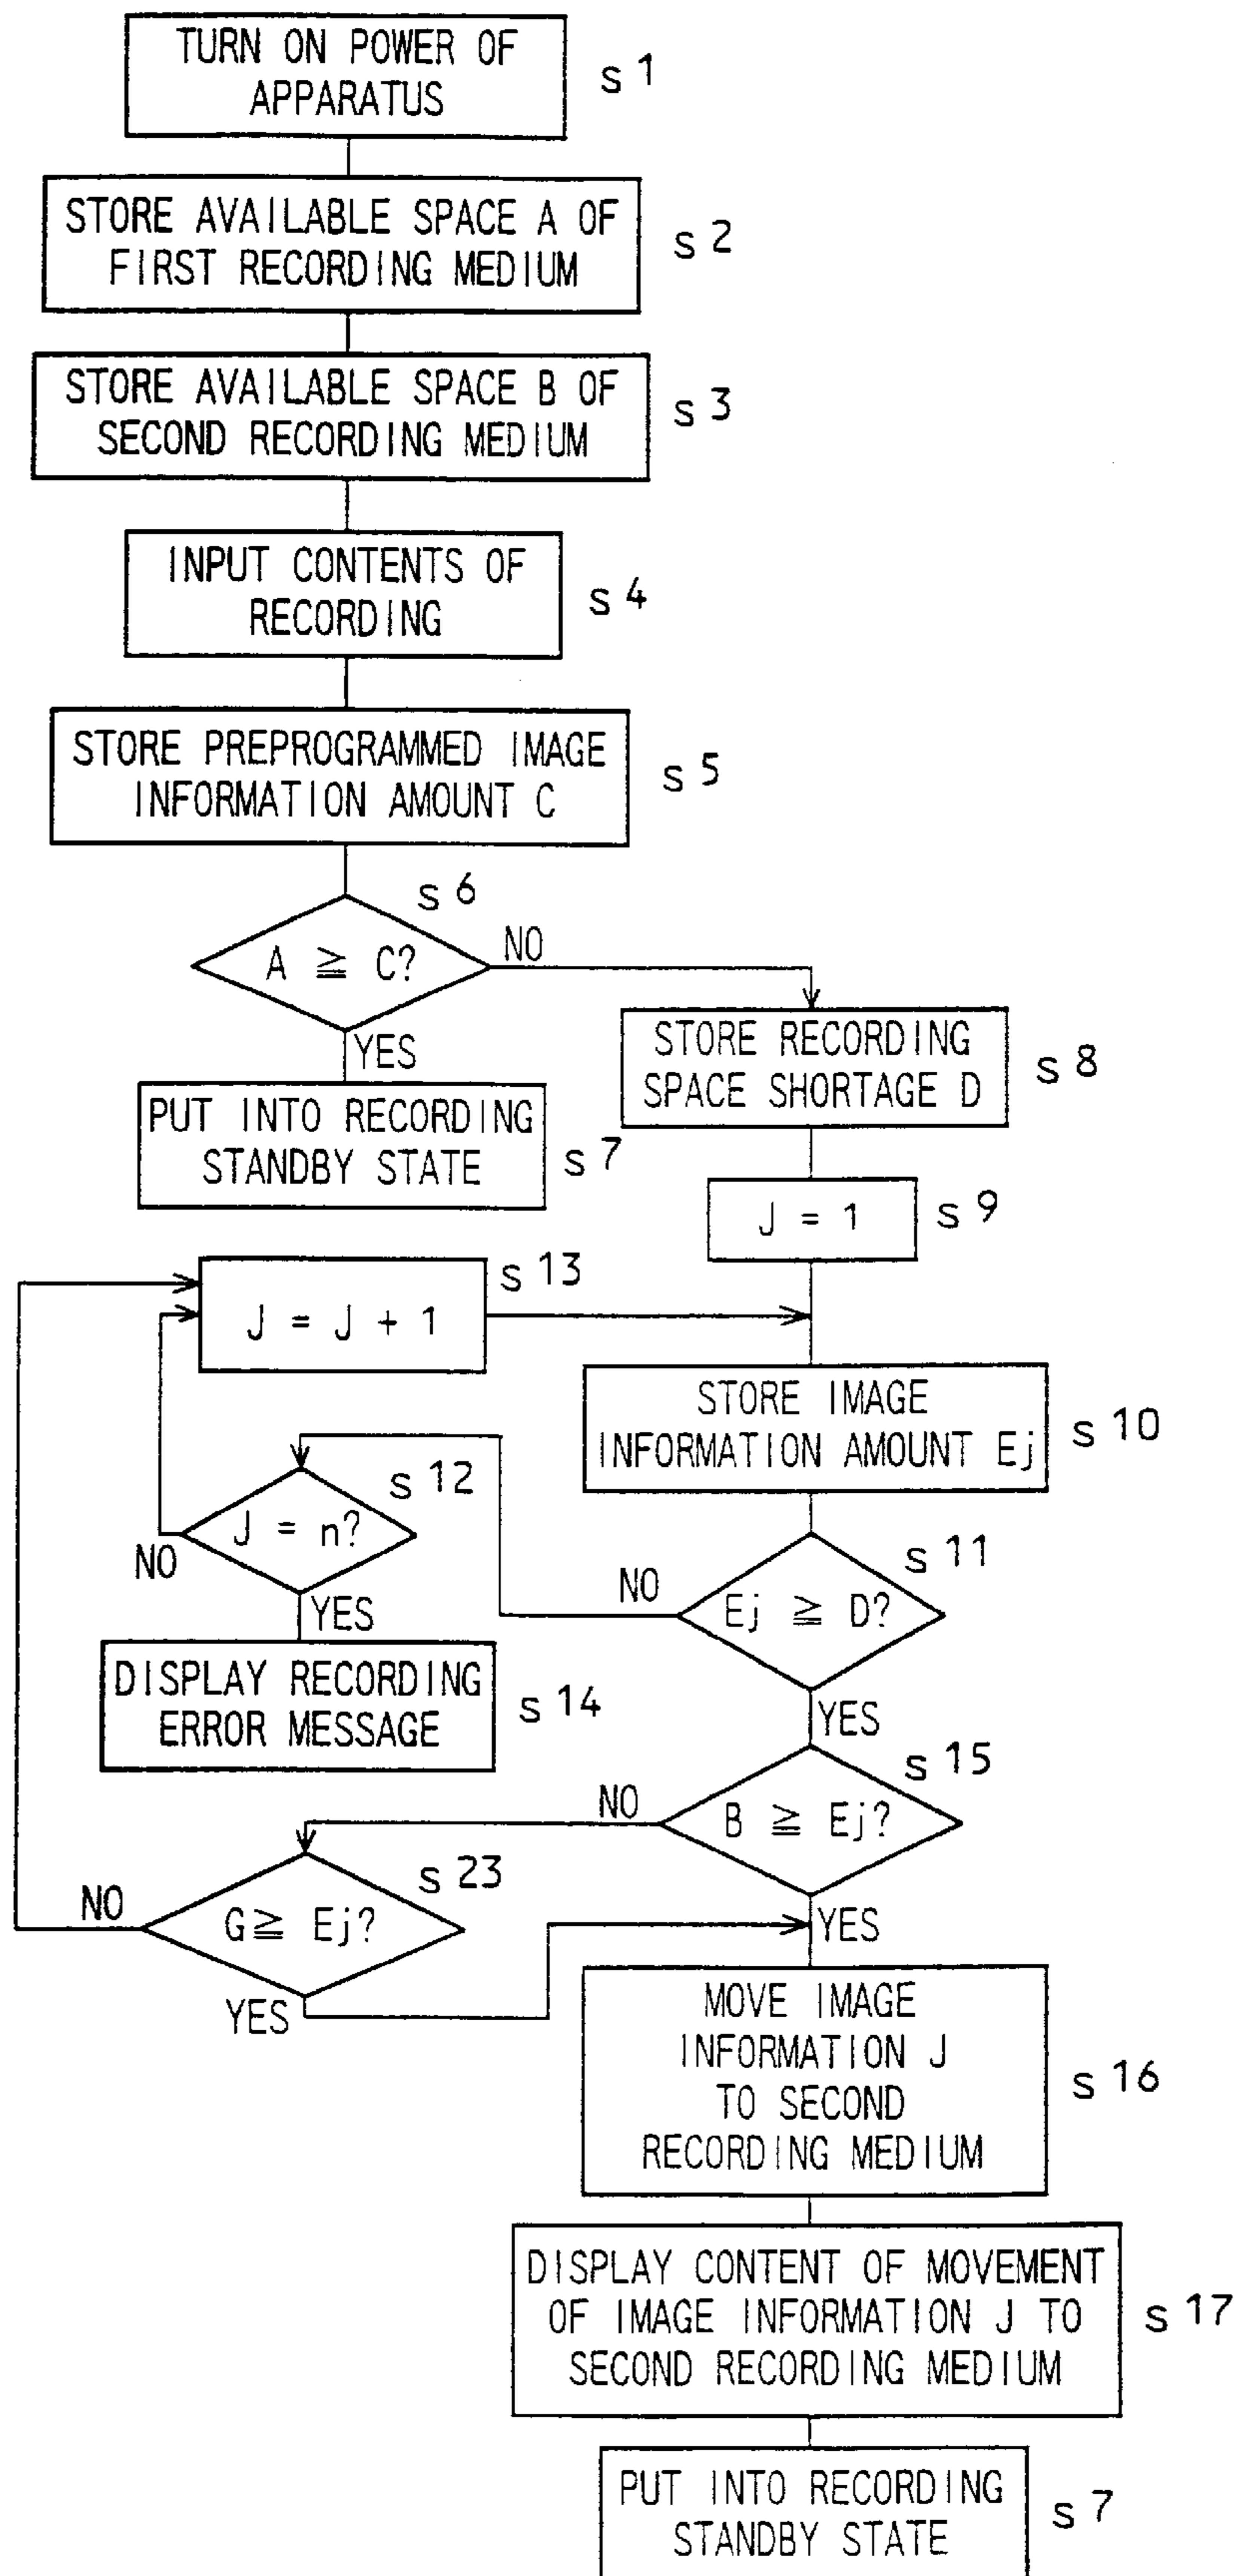 TURN ON POWER OF
APPARATUS
s 1
STORE AVAILABLE SPACE A OF
FIRST RECORDING MEDIUM
s 2
STORE AVAILABLE SPACE B OF
SECOND RECORDING MEDIUM
s 3
INPUT CONTENTS OF
RECORDING
s 4
STORE PREPROGRAMMED IMAGE
INFORMATION AMOUNT C
s 5
s 6
A ≧ C?
NO
YES
PUT INTO RECORDING
STANDBY STATE
s 7
STORE RECORDING
SPACE SHORTAGE D
s 8
J = 1
s 9
s 13
J = J + 1
STORE IMAGE
INFORMATION AMOUNT Ej
s 10
s 12
J = n?
NO
YES
s 11
Ej ≧ D?
NO
YES
DISPLAY RECORDING
ERROR MESSAGE
s 14
s 15
B ≧ Ej?
NO
YES
s 23
G≧ Ej?
NO
YES
MOVE IMAGE
INFORMATION J
TO SECOND
RECORDING MEDIUM
s 16
DISPLAY CONTENT OF MOVEMENT
OF IMAGE INFORMATION J TO
SECOND RECORDING MEDIUM
s 17
PUT INTO RECORDING
STANDBY STATE
s 7